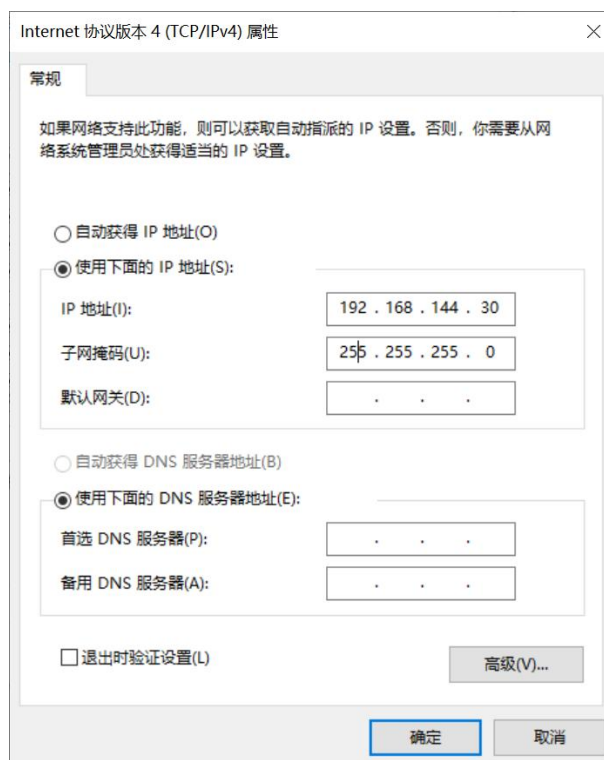 Internet 协议版本 4 (TCP/IPv4) 属性
常规
如果网络支持此功能，则可以获取自动指派的 IP 设置。否则，你需要从网
络系统管理员处获得适当的 IP 设置。
自动获得 IP 地址(O)
使用下面的 IP 地址(S):
IP 地址(I): 192 . 168 . 144 . 30
子网掩码(U): 255 . 255 . 255 . 0
默认网关(D): . . .
自动获得 DNS 服务器地址(B)
使用下面的 DNS 服务器地址(E):
首选 DNS 服务器(P): . . .
备用 DNS 服务器(A): . . .
退出时验证设置(L)
高级(V)...
确定 取消